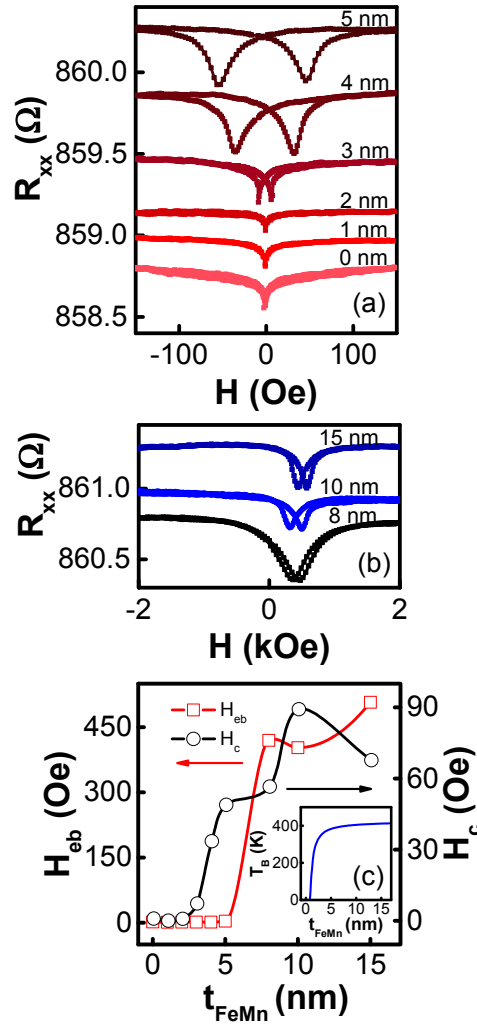 5 nm
860.0
4 nm
859.5
3 nm
2 nm
859.0
1 nm
0 nm
858.5
(a)
R_xx (Ω)
-100 0 100
H (Oe)
15 nm
861.0
10 nm
8 nm
860.5
(b)
R_xx (Ω)
-2 0 2
H (kOe)
H_eb
H_c
450
300
150
0
H_eb (Oe)
90
60
30
0
H_c (Oe)
400
200
0
T_B (K)
0 5 10 15
t_FeMn (nm)
(c)
0 5 10 15
t_FeMn (nm)